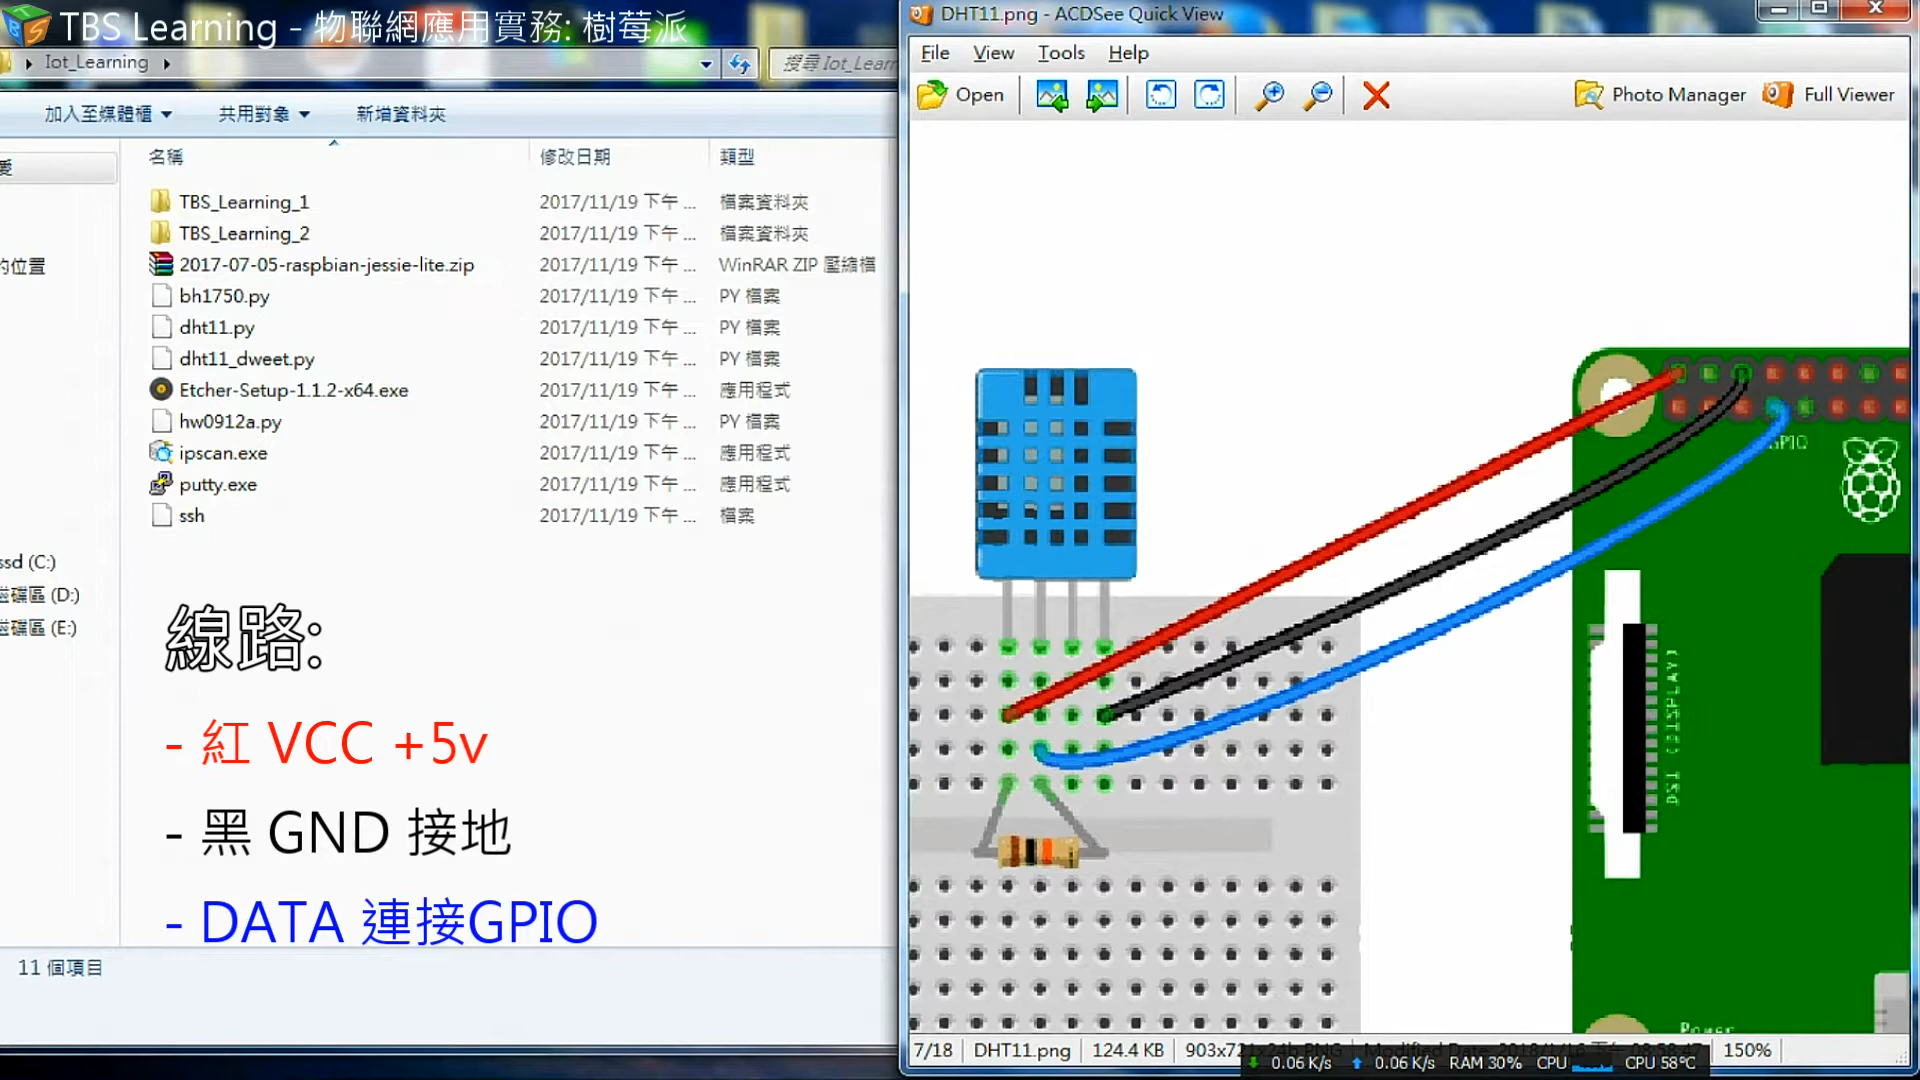 TBS Learning - 物聯網應用實務: 樹莓派
Iot_Learning
搜尋 Iot_Learn
加入至媒體櫃
共用對象
新增資料夾
名稱
修改日期
類型
TBS_Learning_1 2017/11/19 下午 ... 檔案資料夾
TBS_Learning_2 2017/11/19 下午 ... 檔案資料夾
2017-07-05-raspbian-jessie-lite.zip 2017/11/19 下午 ... WinRAR ZIP 壓縮檔
bh1750.py 2017/11/19 下午 ... PY 檔案
dht11.py 2017/11/19 下午 ... PY 檔案
dht11_dweet.py 2017/11/19 下午 ... PY 檔案
Etcher-Setup-1.1.2-x64.exe 2017/11/19 下午 ... 應用程式
hw0912a.py 2017/11/19 下午 ... PY 檔案
ipscan.exe 2017/11/19 下午 ... 應用程式
putty.exe 2017/11/19 下午 ... 應用程式
ssh 2017/11/19 下午 ... 檔案
愛
的位置
ssd (C:)
磁碟區 (D:)
磁碟區 (E:)
線路:
- 紅 VCC +5v
- 黑 GND 接地
- DATA 連接GPIO
11 個項目
DHT11.png - ACDSee Quick View
File View Tools Help
Open
Photo Manager
Full Viewer
GPIO
DSI (DISPLAY)
Power
7/18 DHT11.png 124.4 KB 150%
0.06 K/s 0.06 K/s RAM 30% CPU CPU 58°C